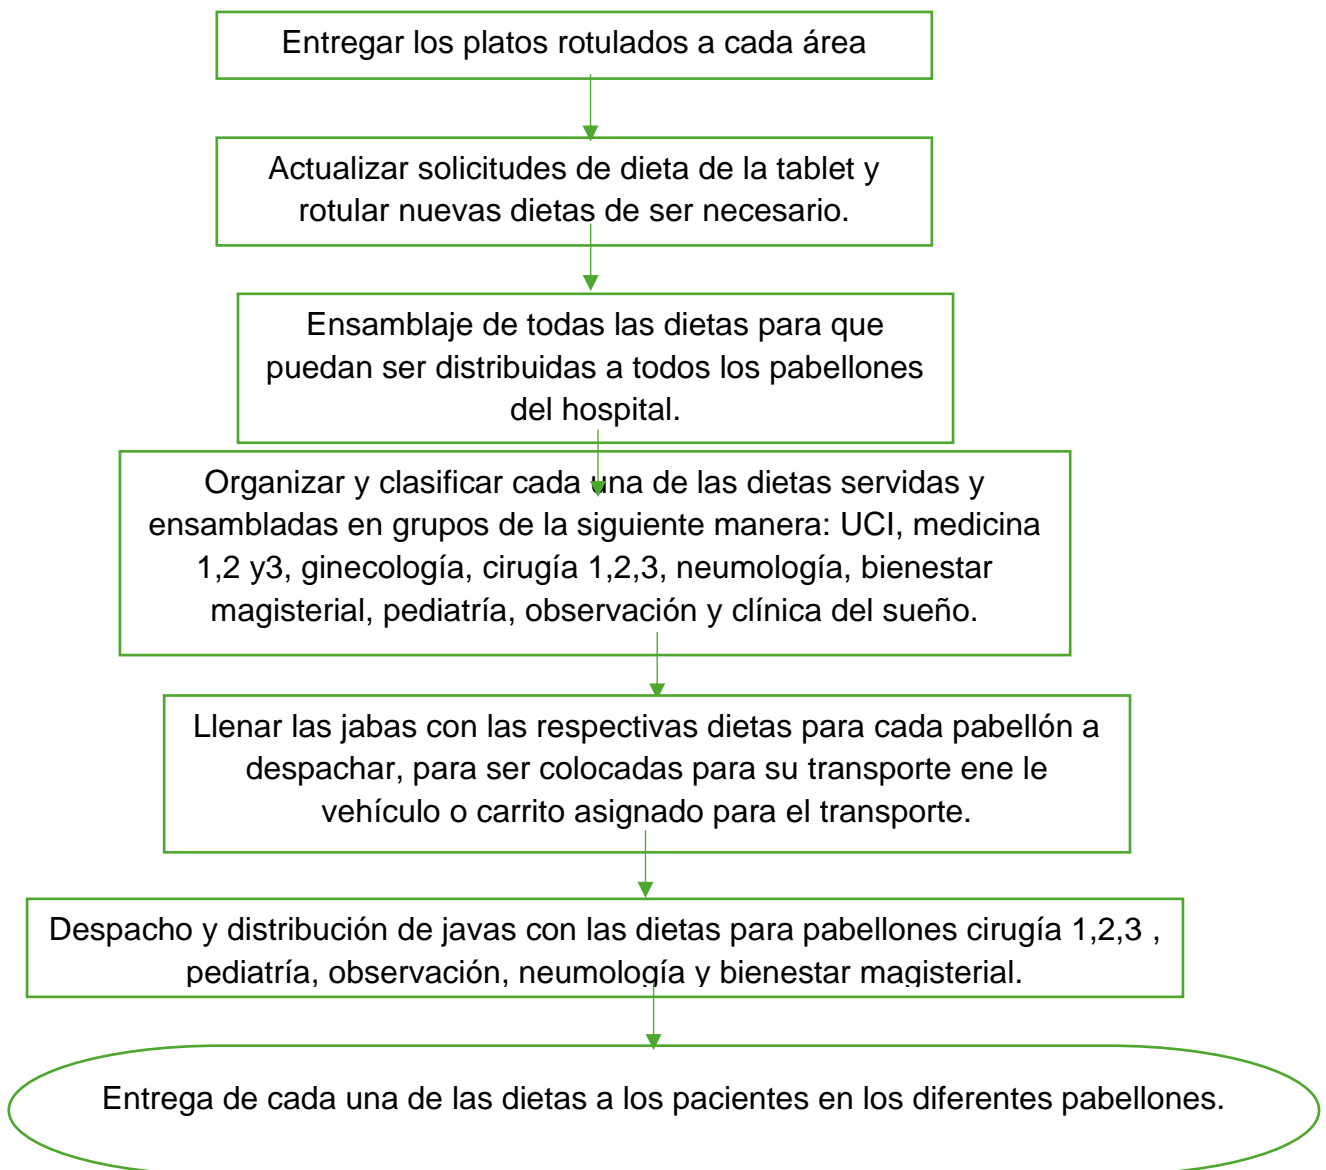 Entregar los platos rotulados a cada área
Actualizar solicitudes de dieta de la tablet y
rotular nuevas dietas de ser necesario.
Ensamblaje de todas las dietas para que
puedan ser distribuidas a todos los pabellones
del hospital.
Organizar y clasificar cada una de las dietas servidas y
ensambladas en grupos de la siguiente manera: UCI, medicina
1,2 y3, ginecología, cirugía 1,2,3, neumología, bienestar
magisterial, pediatría, observación y clínica del sueño.
Llenar las jabas con las respectivas dietas para cada pabellón a
despachar, para ser colocadas para su transporte ene le
vehículo o carrito asignado para el transporte.
Despacho y distribución de javas con las dietas para pabellones cirugía 1,2,3 ,
pediatría, observación, neumología y bienestar magisterial.
Entrega de cada una de las dietas a los pacientes en los diferentes pabellones.